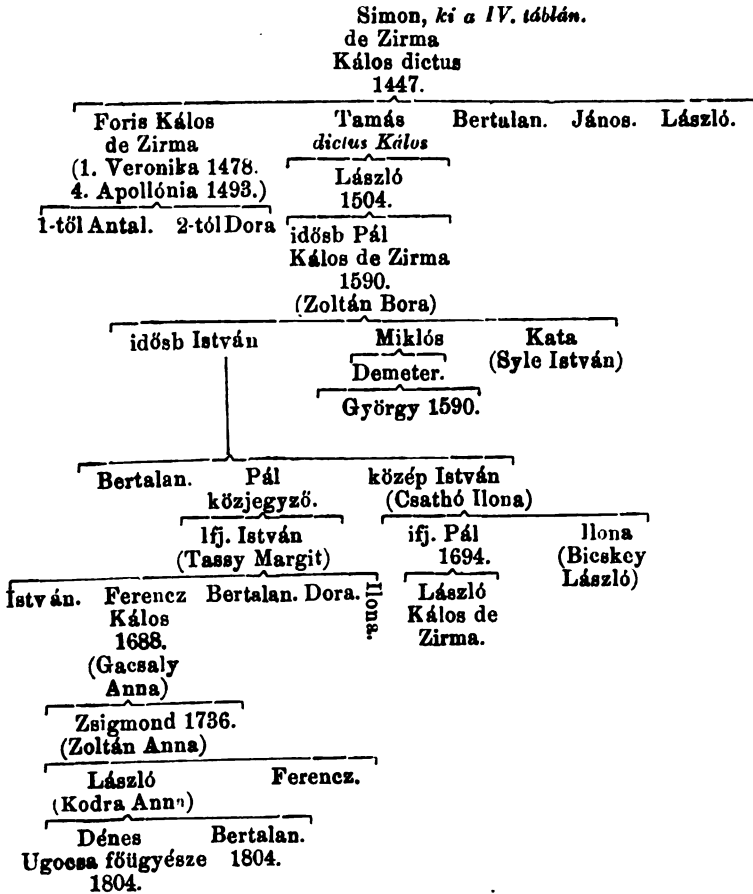 Simon, ki a IV. táblán.
de Zirma
Kálos dictus
1447.
Foris Kálos Tamás Bertalan. János. László.
de Zirma dictus Kálos
(1. Veronika 1478. László
4. Apollónia 1493.) 1504.
1-től Antal. 2-tól Dora idősb Pál
Kálos de Zirma
1590.
(Zoltán Bora)
idősb István Miklós Kata
(Syle István)
Demeter.
György 1590.
Bertalan. Pál közép István
közjegyző. (Csathó Ilona)
Ifj. István ifj. Pál Ilona
(Tassy Margit) 1694. (Bicskey
László)
István. Ferencz Bertalan. Dora. Ilona. László
Kálos Kálos de
1688. Zirma.
(Gacsaly
Anna)
Zsigmond 1736.
(Zoltán Anna)
László Ferencz.
(Kodra Anna)
Dénes Bertalan.
Ugocsa főügyésze 1804.
1804.